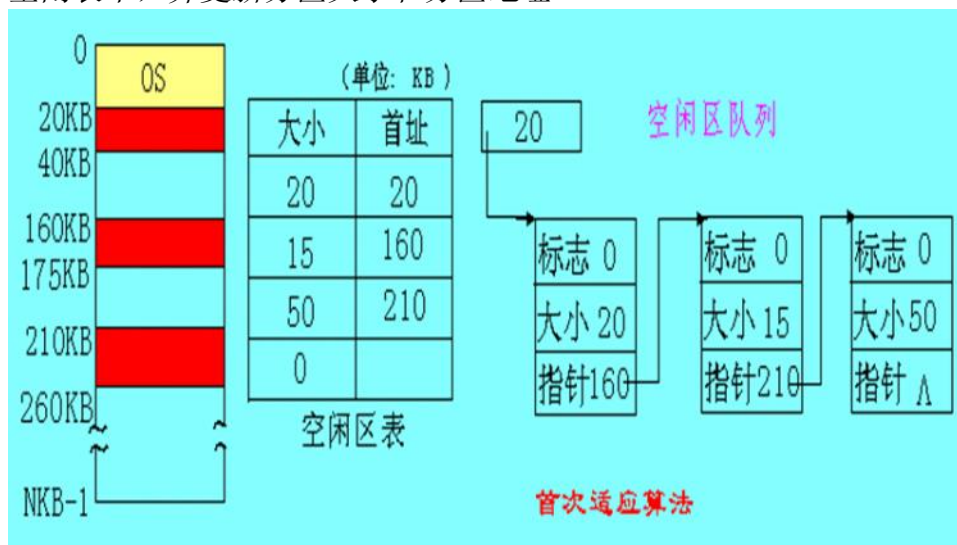 0
OS
20KB
40KB
160KB
175KB
210KB
260KB
NKB-1
(单位: KB)
大小 首址
20 20
15 160
50 210
0
空闲区表
20
空闲区队列
标志 0
大小 20
指针160
标志 0
大小 15
指针210
标志 0
大小50
指针 Λ
首次适应算法